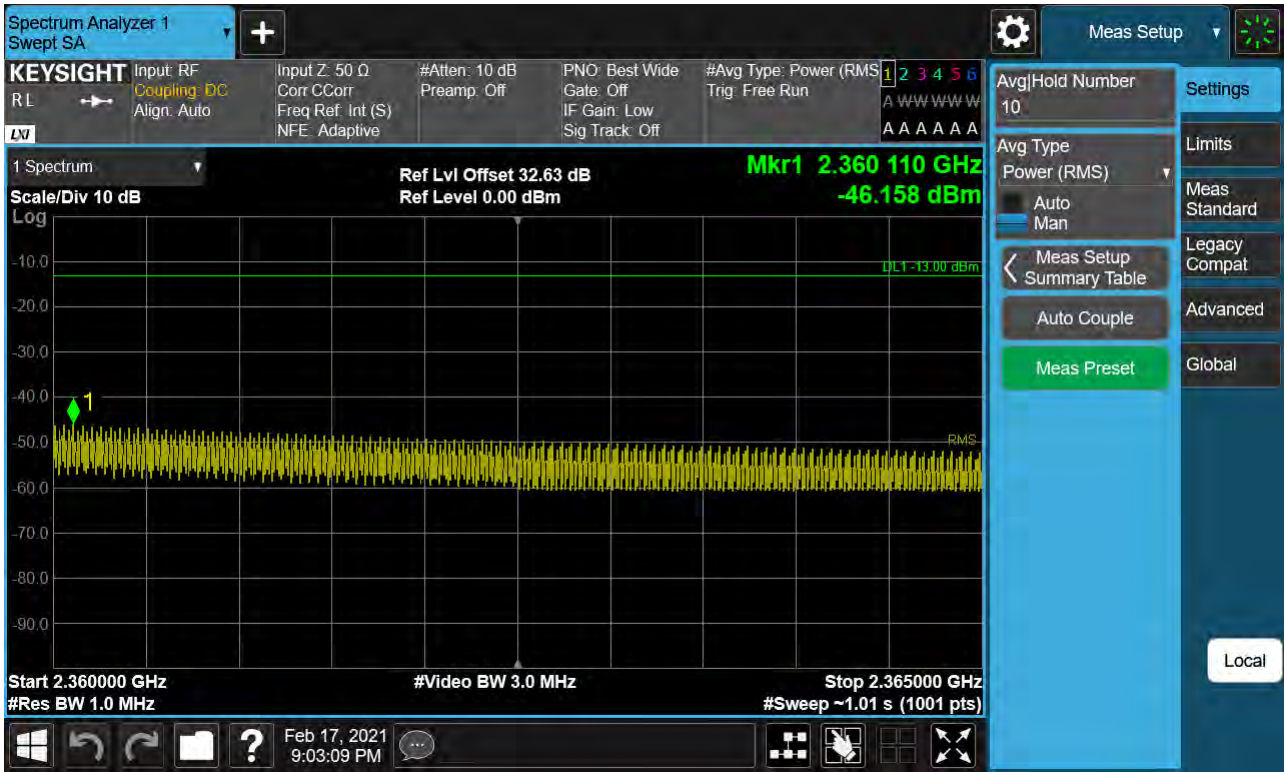 Spectrum Analyzer 1
Swept SA
Meas Setup
KEYSIGHT
RL
LXI
Input: RF
Coupling: DC
Align: Auto
Input Z: 50 Ω
Corr CCorr
Freq Ref: Int (S)
NFE: Adaptive
#Atten: 10 dB
Preamp: Off
PNO: Best Wide
Gate: Off
IF Gain: Low
Sig Track: Off
#Avg Type: Power (RMS
Trig: Free Run
1 2 3 4 5 6
A W W W W W
A A A A A A
1 Spectrum
Scale/Div 10 dB
Log
Ref Lvl Offset 32.63 dB
Ref Level 0.00 dBm
Mkr1 2.360 110 GHz
-46.158 dBm
DL1 -13.00 dBm
-10.0
-20.0
-30.0
-40.0
-50.0
-60.0
-70.0
-80.0
-90.0
1
RMS
Start 2.360000 GHz
#Res BW 1.0 MHz
#Video BW 3.0 MHz
Stop 2.365000 GHz
#Sweep ~1.01 s (1001 pts)
Avg|Hold Number
10
Avg Type
Power (RMS)
Auto
Man
Meas Setup
Summary Table
Auto Couple
Meas Preset
Settings
Limits
Meas
Standard
Legacy
Compat
Advanced
Global
Local
?
Feb 17, 2021
9:03:09 PM